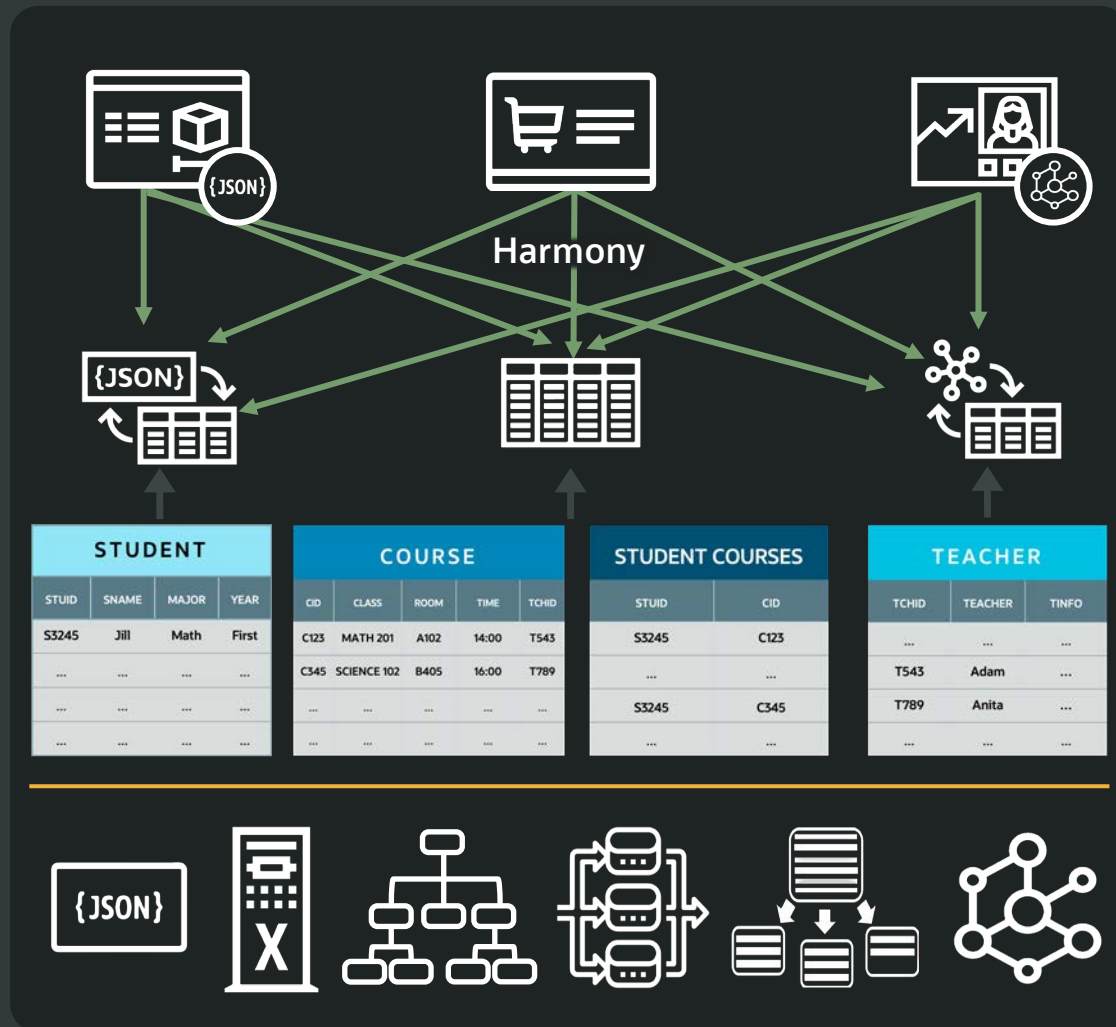 {JSON}
Harmony
{JSON}
STUDENT
STUID SNAME MAJOR YEAR
S3245 Jill Math First
... ... ... ...
... ... ... ...
... ... ... ...
COURSE
CID CLASS ROOM TIME TCHID
C123 MATH 201 A102 14:00 T543
C345 SCIENCE 102 B405 16:00 T789
... ... ... ... ...
... ... ... ... ...
STUDENT COURSES
STUID CID
S3245 C123
... ...
S3245 C345
... ...
TEACHER
TCHID TEACHER TINFO
... ... ...
T543 Adam ...
T789 Anita ...
... ... ...
{JSON}
X